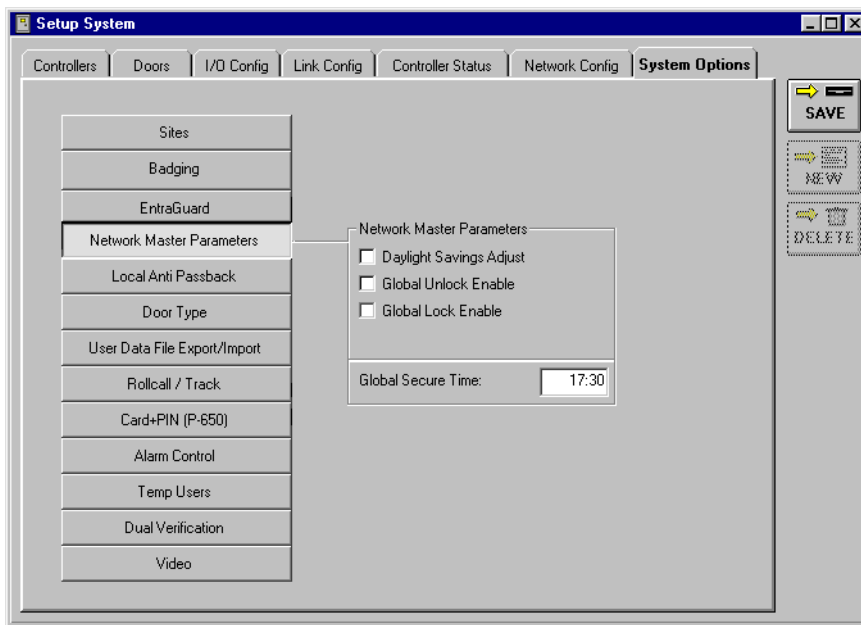 Setup System
Controllers Doors I/O Config Link Config Controller Status Network Config System Options
SAVE
NEW
DELETE
Sites
Badging
EntraGuard
Network Master Parameters
Local Anti Passback
Door Type
User Data File Export/Import
Rollcall / Track
Card+PIN (P-650)
Alarm Control
Temp Users
Dual Verification
Video
Network Master Parameters
Daylight Savings Adjust
Global Unlock Enable
Global Lock Enable
Global Secure Time: 17:30